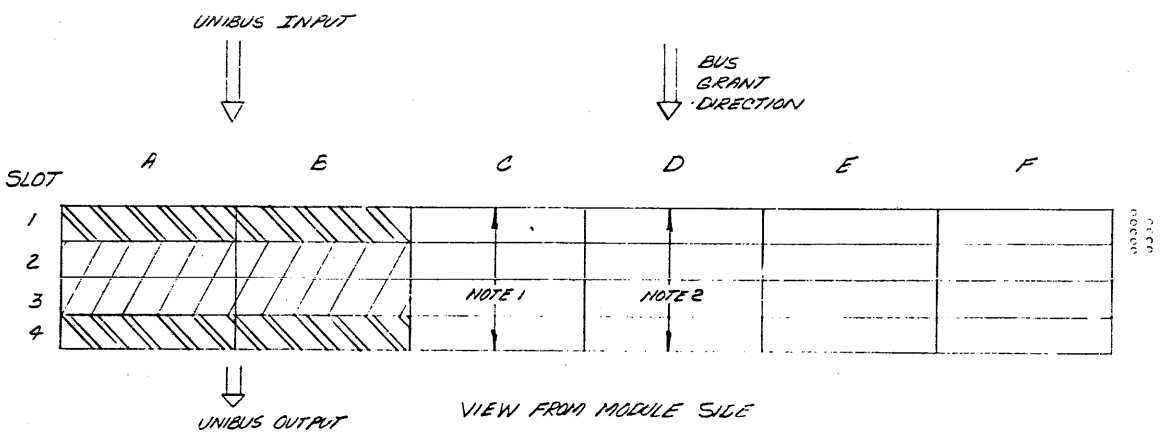 UNIBUS INPUT
BUS
GRANT
DIRECTION
A B C D E F
SLOT
1
2
3
4
NOTE 1
NOTE 2
UNIBUS OUTPUT
VIEW FROM MODULE SIDE